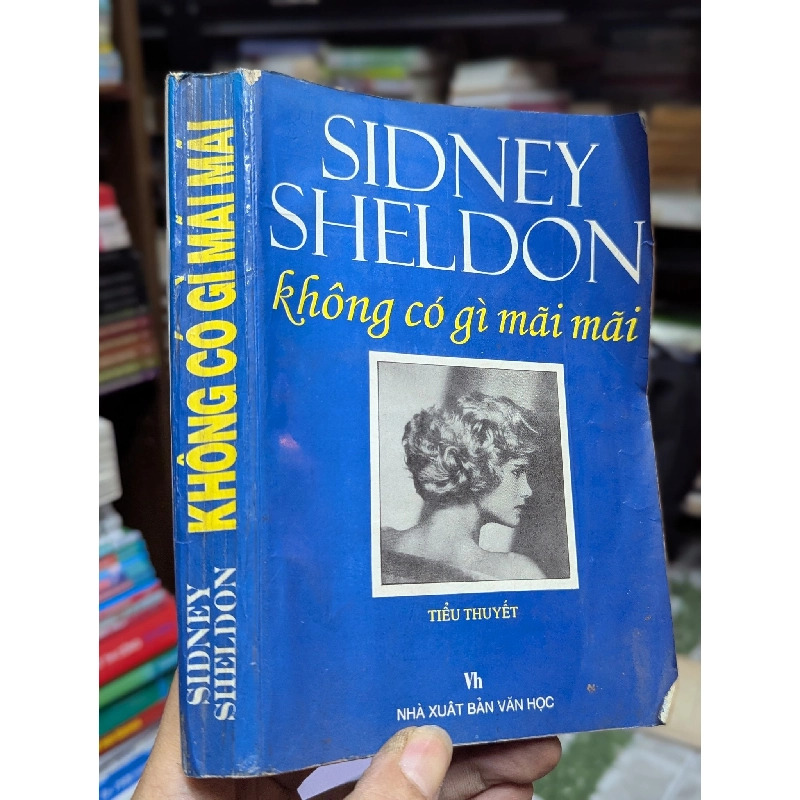 SIDNEY
SHELDON
không có gì mãi mãi
TIỂU THUYẾT
Vh
NHÀ XUẤT BẢN VĂN HỌC
SIDNEY
SHELDON
KHÔNG CÓ GÌ MÃI MÃI